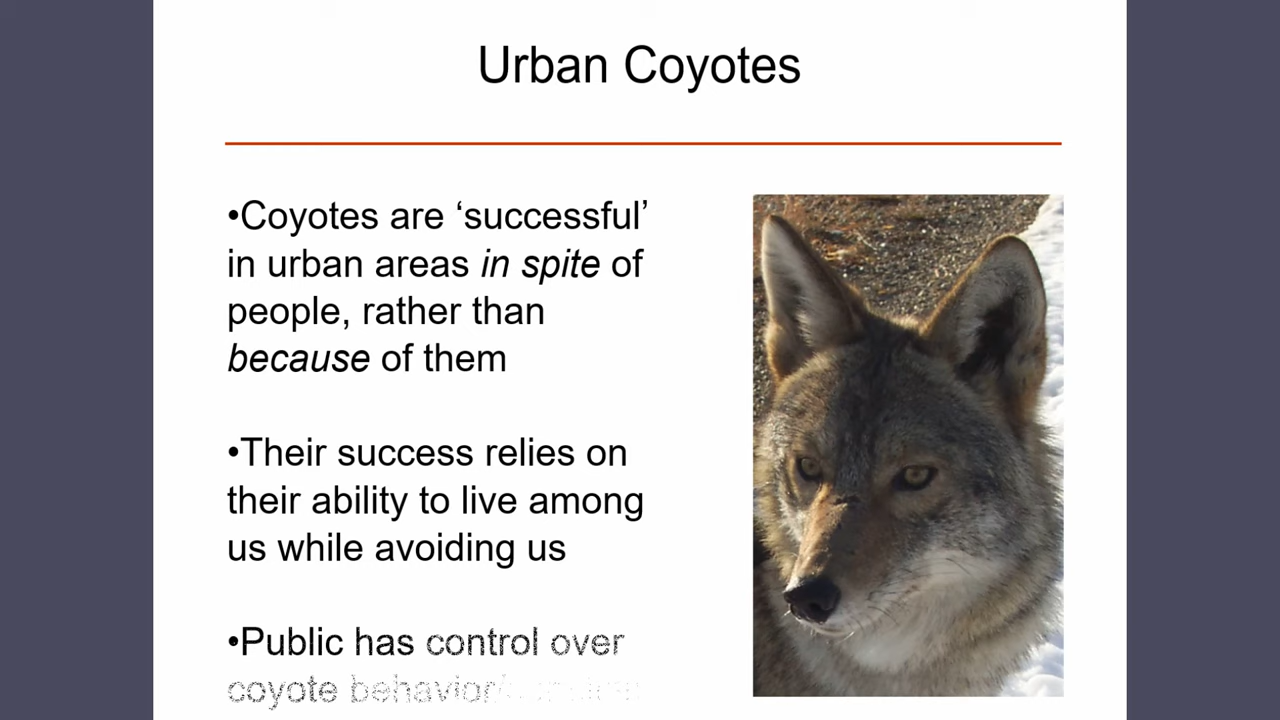 Urban Coyotes
•Coyotes are ‘successful’
in urban areas in spite of
people, rather than
because of them
•Their success relies on
their ability to live among
us while avoiding us
•Public has control over
coyote behavior